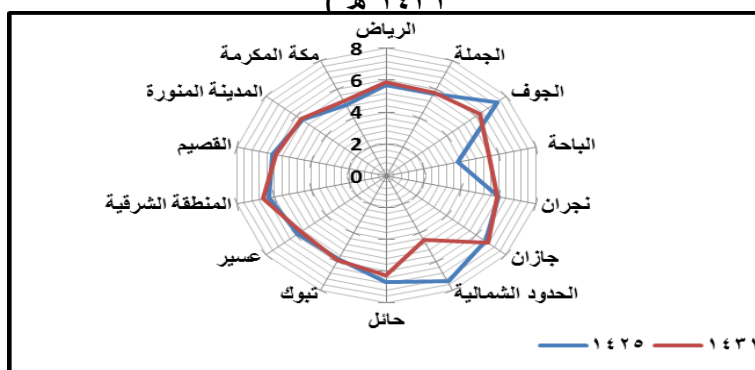 الرياض
الجملة
مكة المكرمة
الجوف
المدينة المنورة
الباحة
القصيم
نجران
المنطقة الشرقية
جازان
عسير
الحدود الشمالية
تبوك
حائل
8
6
4
2
0
١٤٢٥